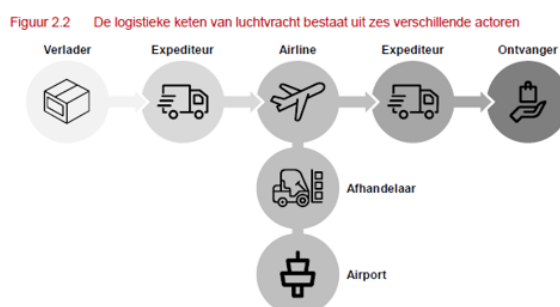 Figuur 2.2 De logistieke keten van luchtvracht bestaat uit zes verschillende actoren
Verlader Expediteur Airline Expediteur Ontvanger
Afhandelaar
Airport